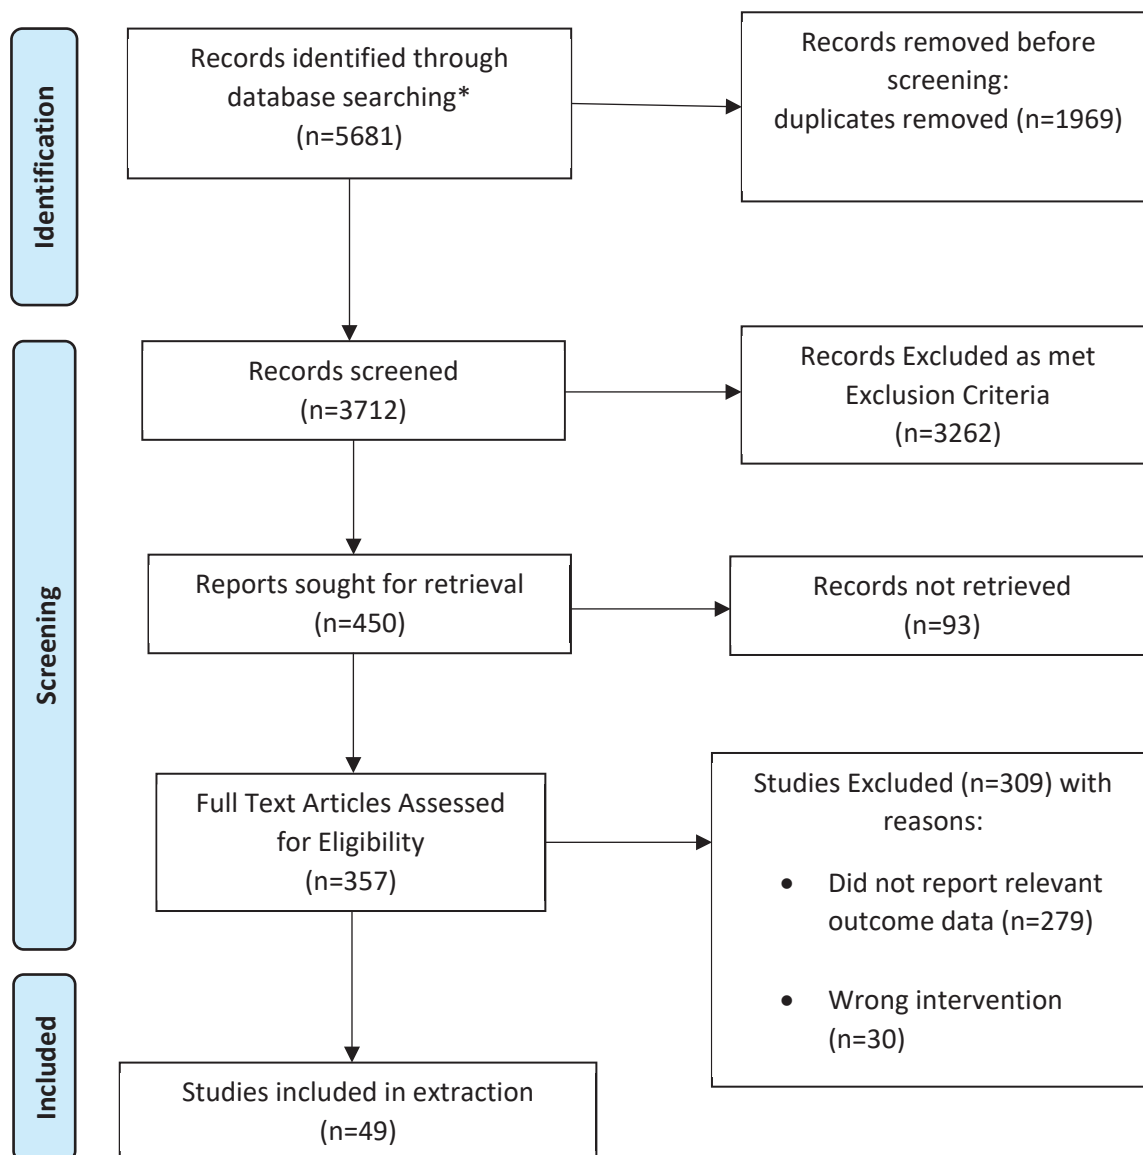 Identification
Records identified through
database searching*
(n=5681)
Records removed before
screening:
duplicates removed (n=1969)
Screening
Records screened
(n=3712)
Records Excluded as met
Exclusion Criteria
(n=3262)
Reports sought for retrieval
(n=450)
Records not retrieved
(n=93)
Full Text Articles Assessed
for Eligibility
(n=357)
Studies Excluded (n=309) with
reasons:
• Did not report relevant
outcome data (n=279)
• Wrong intervention
(n=30)
Included
Studies included in extraction
(n=49)